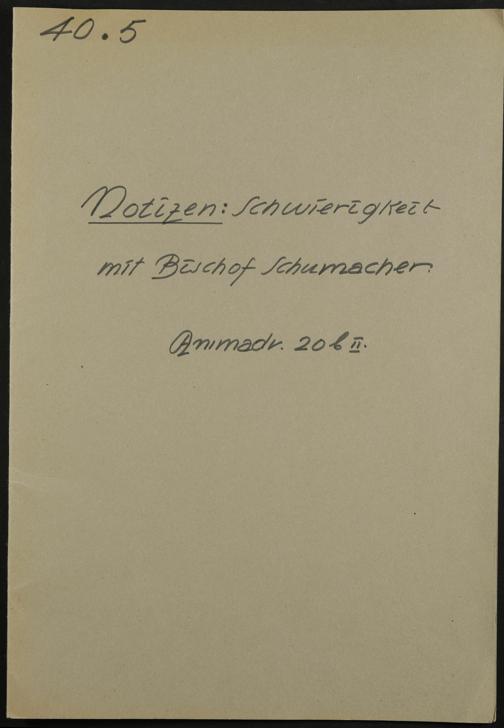 40.5
Notizen: Schwierigkeit
mit Bischof Schumacher.
Animadv. 20 b II.